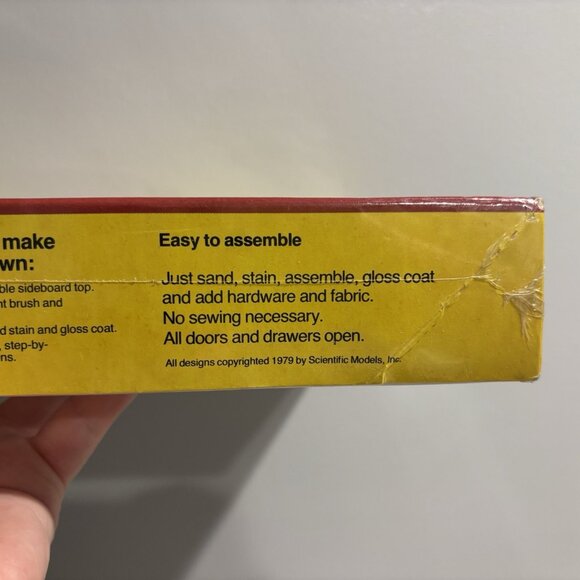 make
wn:
ble sideboard top.
nt brush and
d stain and gloss coat.
, step-by-
ns.
Easy to assemble
Just sand, stain, assemble, gloss coat
and add hardware and fabric.
No sewing necessary.
All doors and drawers open.
All designs copyrighted 1979 by Scientific Models, Inc.